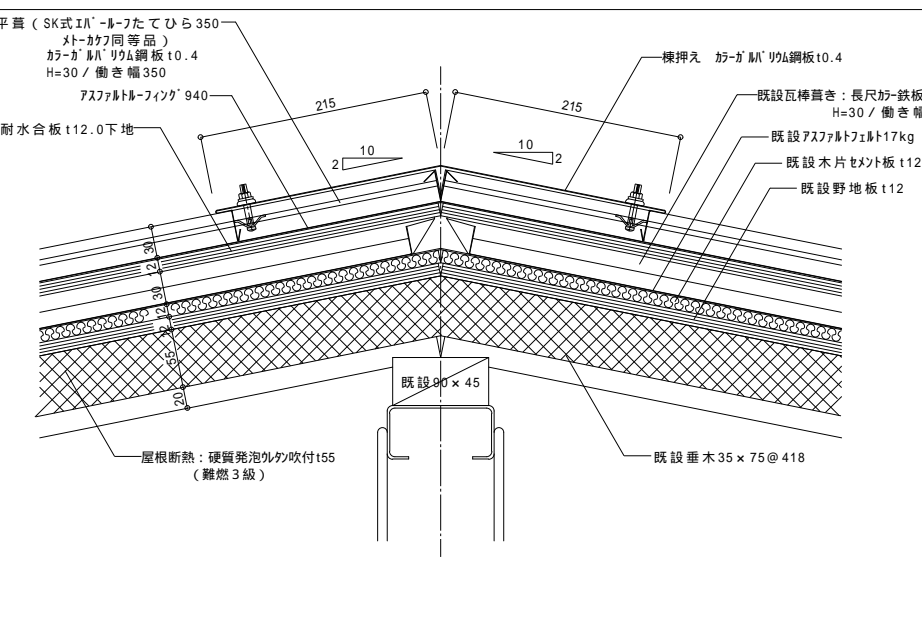 平葺（SK式ｴﾊﾞｰﾙｰﾌたてひら350
ﾒﾄｰｶｹﾌ同等品）
ｶﾗｰｶﾞﾙﾊﾞﾘｳﾑ鋼板t0.4
H=30/働き幅350
ｱｽﾌｧﾙﾄﾙｰﾌｨﾝｸﾞ940
耐水合板t12.0下地
棟押え ｶﾗｰｶﾞﾙﾊﾞﾘｳﾑ鋼板t0.4
既設瓦棒葺き：長尺ｶﾗｰ鉄板
H=30/働き幅
既設ｱｽﾌｧﾙﾄﾌｪﾙﾄ17kg
既設木片ｾﾒﾝﾄ板t12
既設野地板t12
215
215
10
2
10
2
30
12
30
12
12
55
20
既設90×45
屋根断熱：硬質発泡ｳﾚﾀﾝ吹付t55
（難燃3級）
既設垂木35×75@418